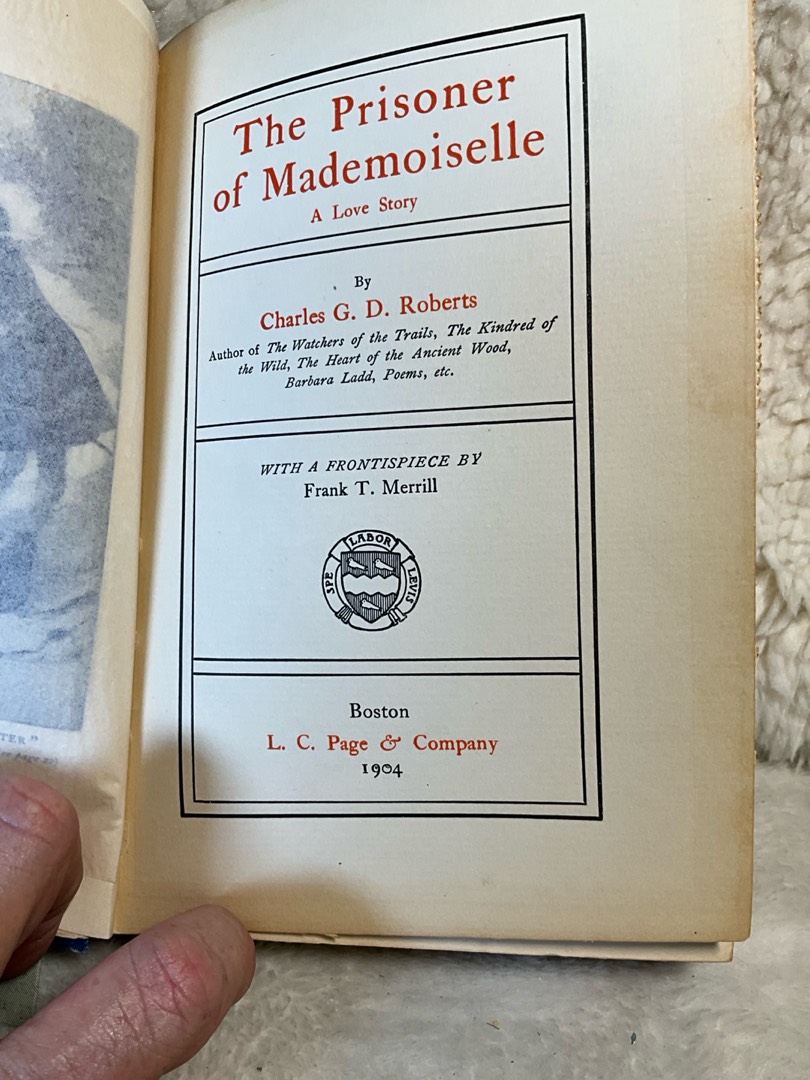 The Prisoner
of Mademoiselle
A Love Story
By
Charles G. D. Roberts
Author of The Watchers of the Trails, The Kindred of
the Wild, The Heart of the Ancient Wood,
Barbara Ladd, Poems, etc.
WITH A FRONTISPIECE BY
Frank T. Merrill
SPE LABOR LEVIS
Boston
L. C. Page & Company
1904